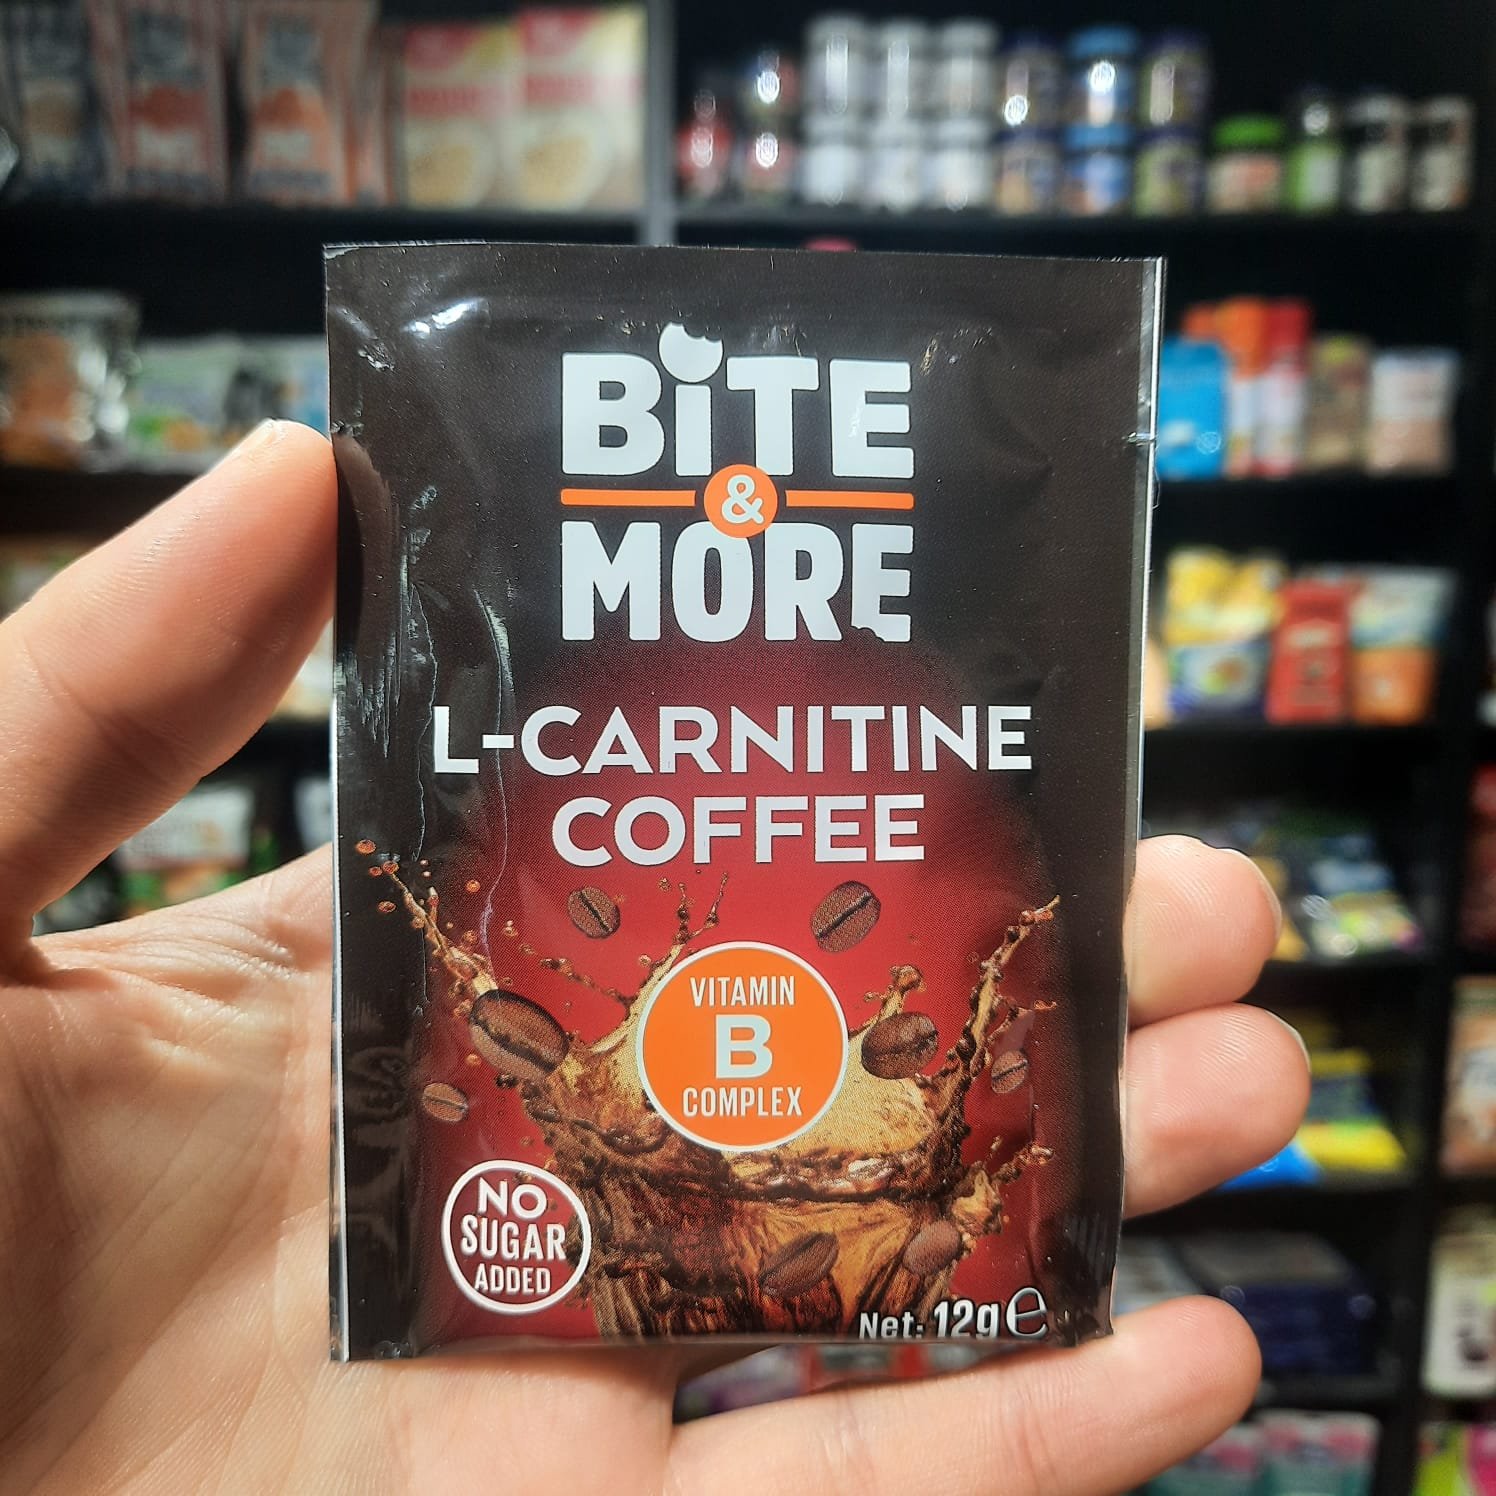 BiTE
&
MORE
L-CARNITINE
COFFEE
VITAMIN
B
COMPLEX
NO
SUGAR
ADDED
Net: 12g ℮